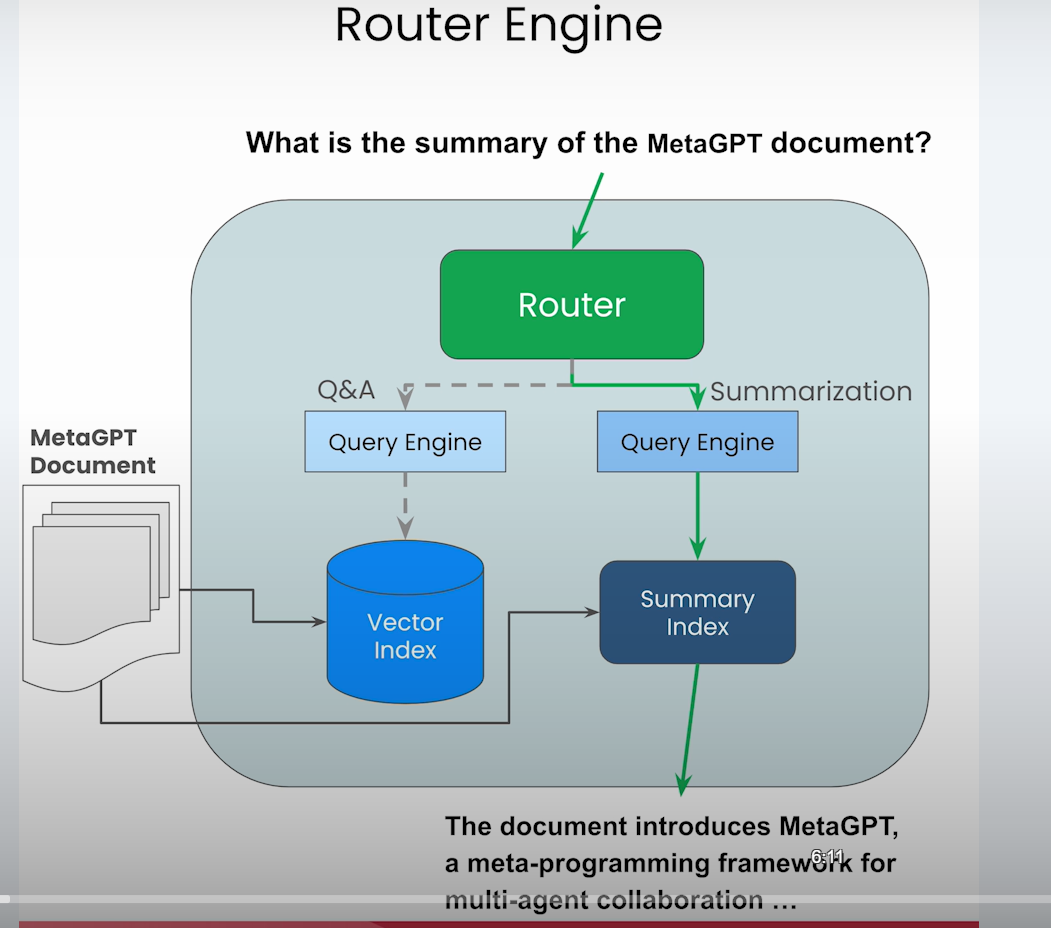 Router Engine
What is the summary of the MetaGPT document?
Router
Q&A
Summarization
Query Engine
Query Engine
MetaGPT
Document
Vector
Index
Summary
Index
The document introduces MetaGPT,
a meta-programming framework for
6:11
multi-agent collaboration ...